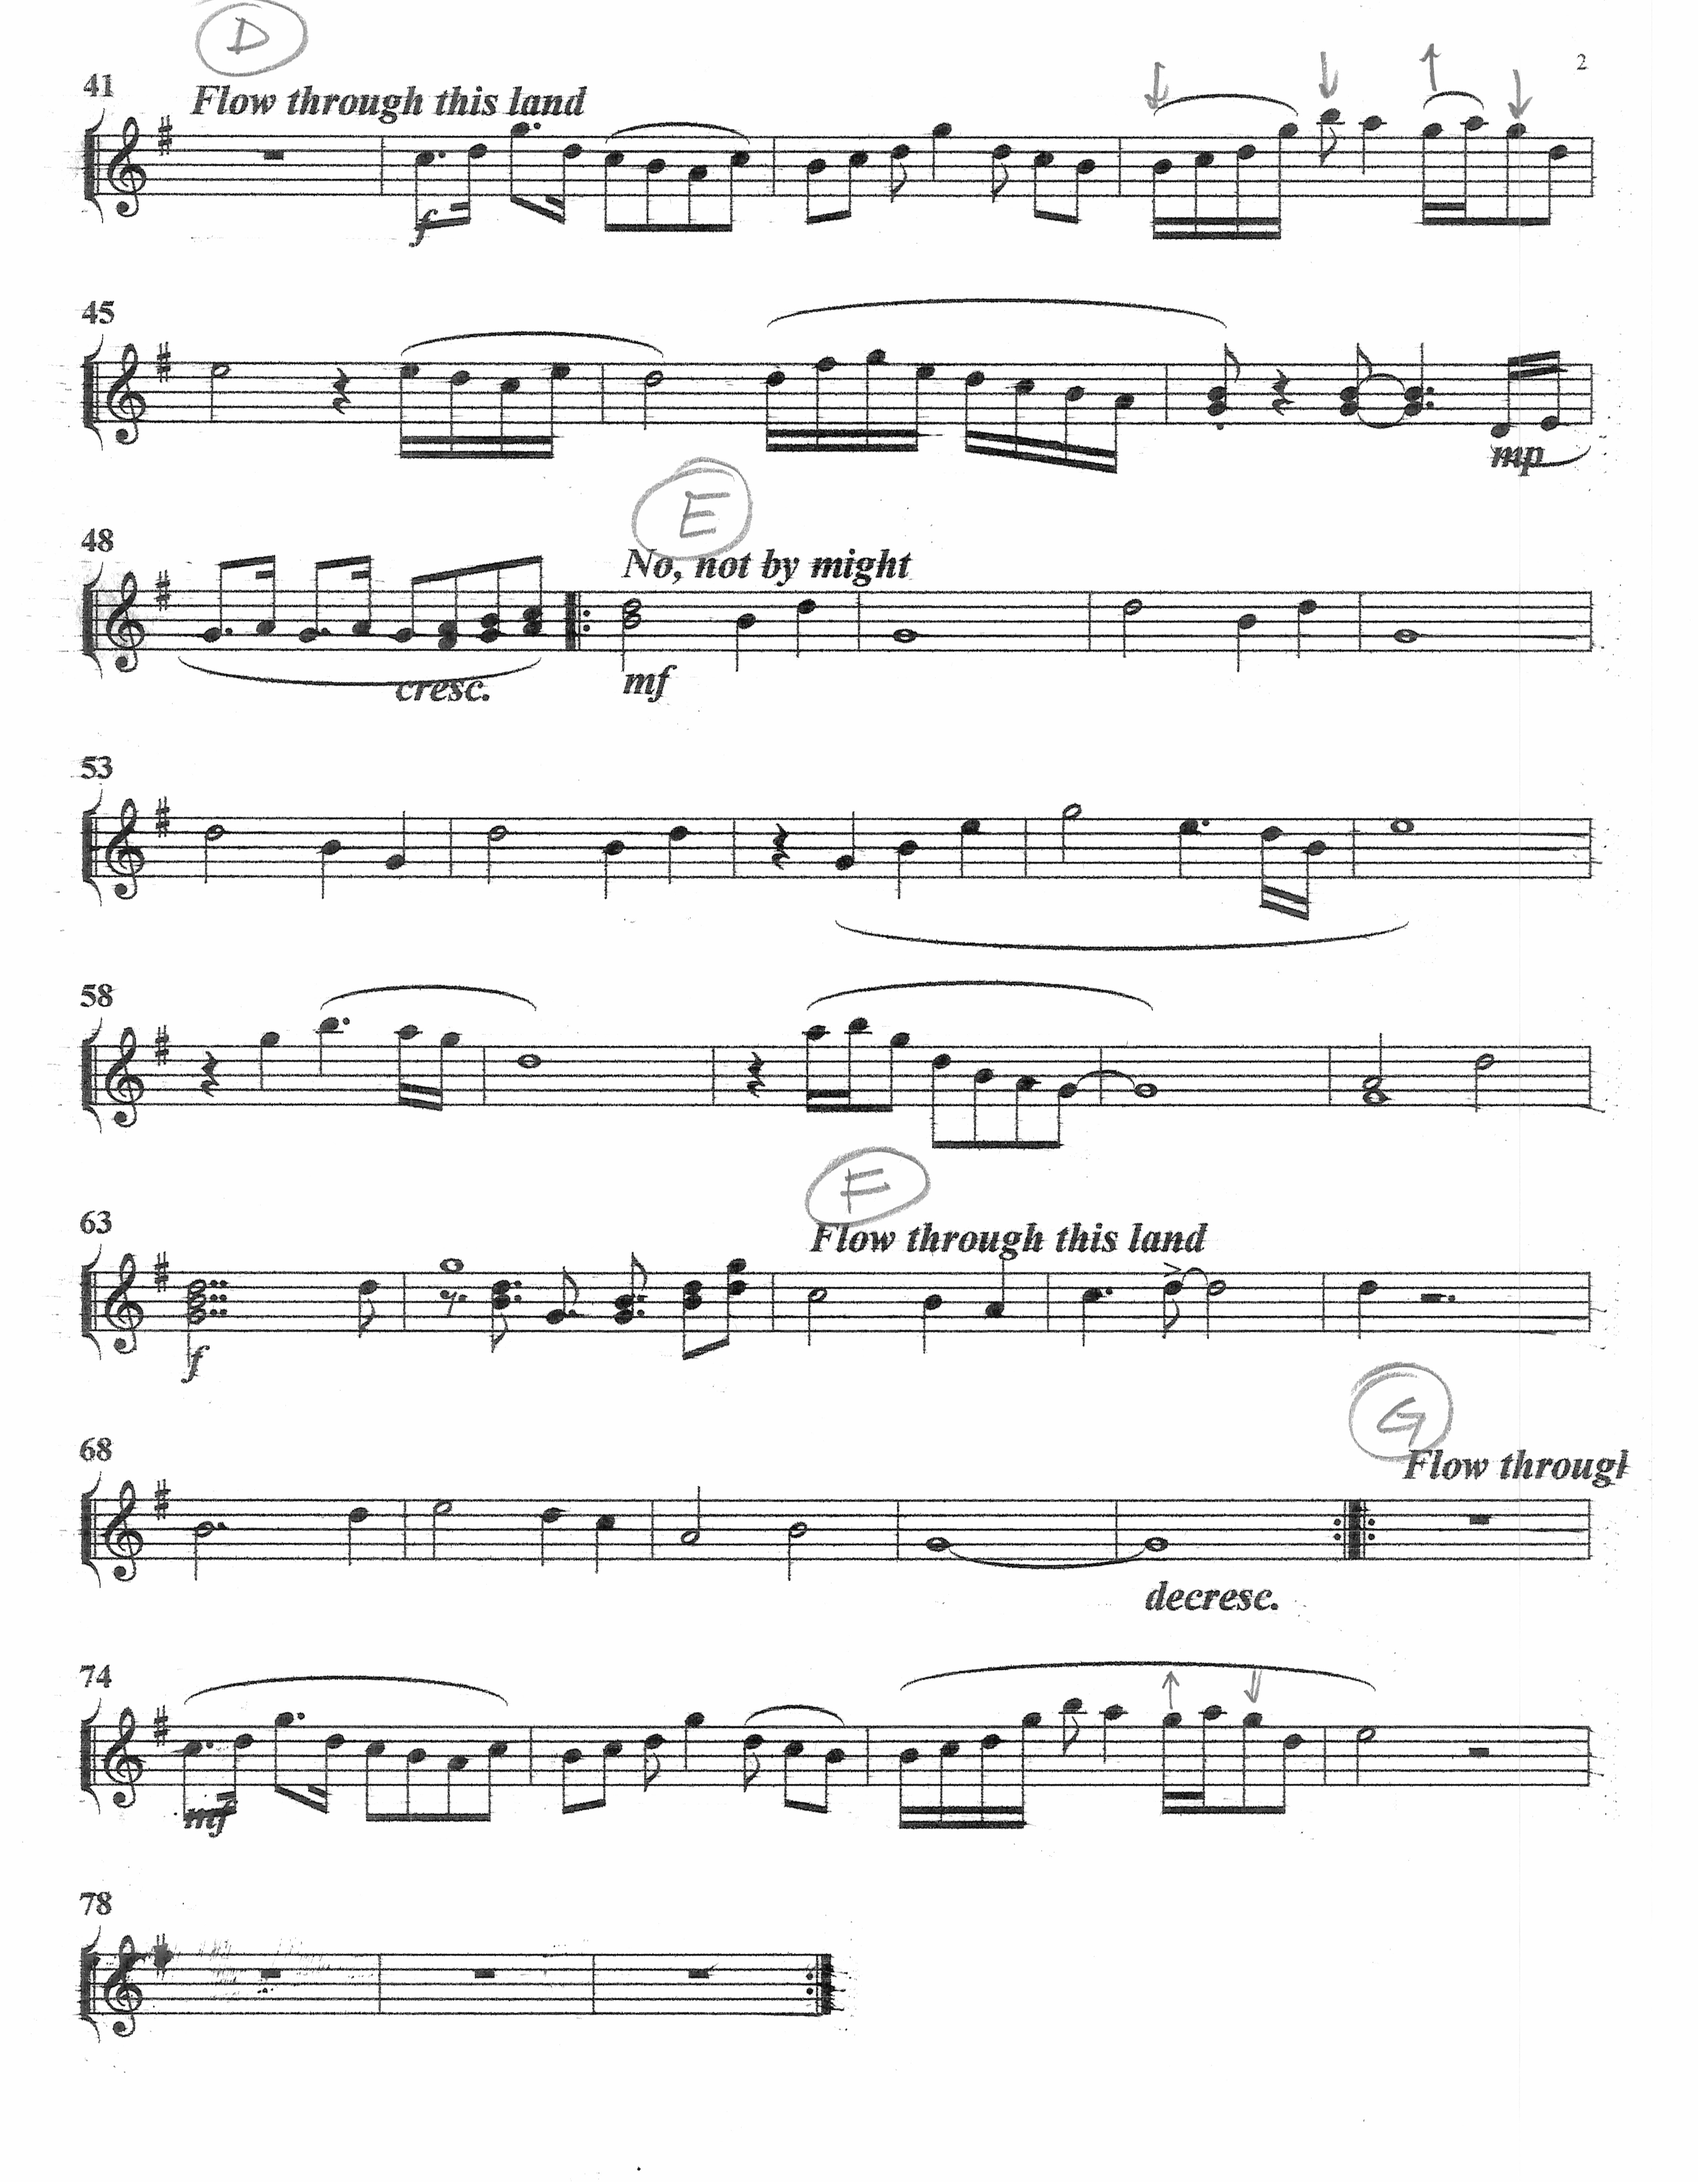 D
2
41
Flow through this land
f
45
mp
48
E
No, not by might
cresc.
mf
53
58
F
63
Flow through this land
f
G
68
Flow througl
decresc.
74
mf
78